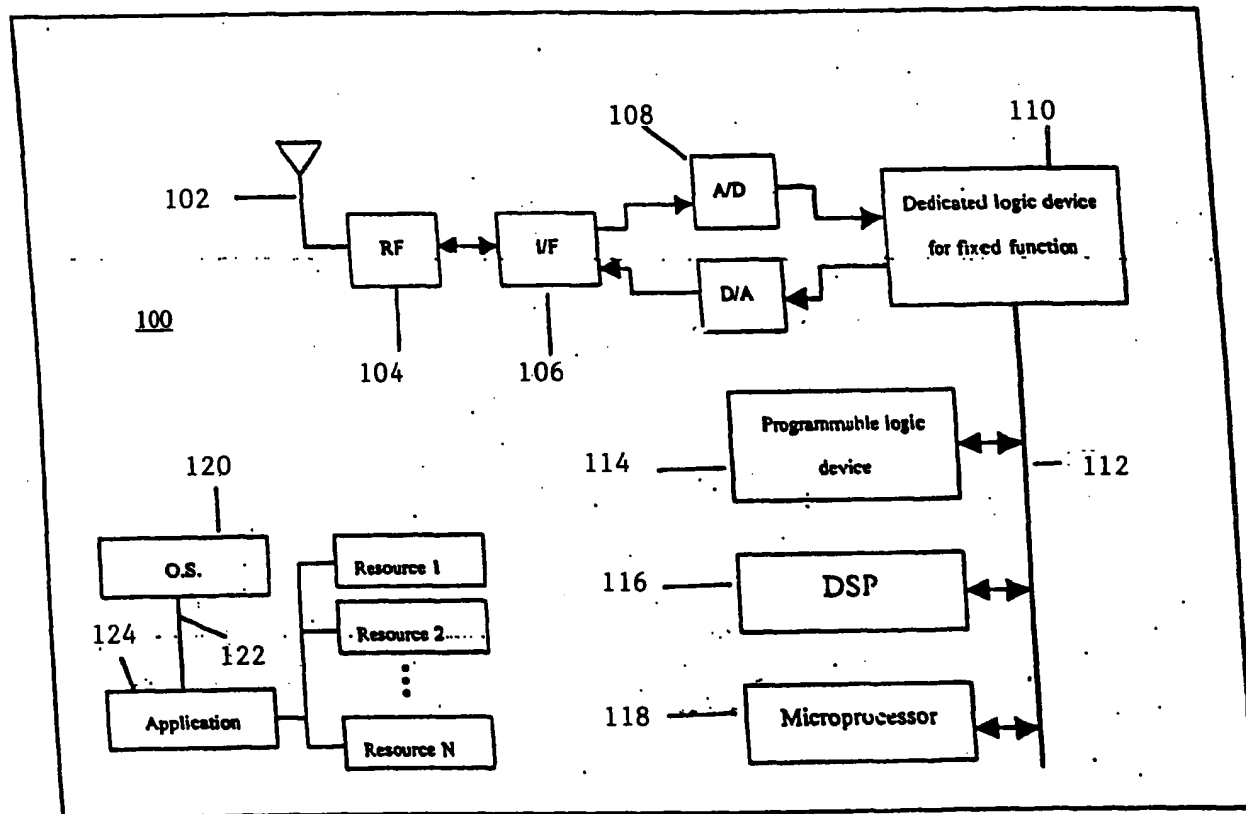 108
110
A/D
102
Dedicated logic device
for fixed function
RF
I/F
D/A
100
104
106
Programmable logic
device
114
112
120
O.S.
Resource 1
116
DSP
124
122
Resource 2
Application
Resource N
118
Microprocessor